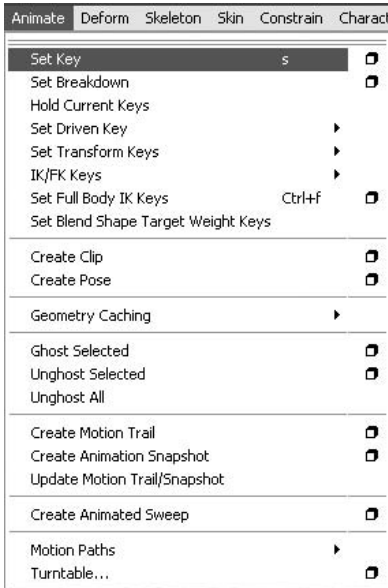 Animate Deform Skeleton Skin Constrain Charact
Set Key s
Set Breakdown
Hold Current Keys
Set Driven Key
Set Transform Keys
IK/FK Keys
Set Full Body IK Keys Ctrl+f
Set Blend Shape Target Weight Keys
Create Clip
Create Pose
Geometry Caching
Ghost Selected
Unghost Selected
Unghost All
Create Motion Trail
Create Animation Snapshot
Update Motion Trail/Snapshot
Create Animated Sweep
Motion Paths
Turntable...